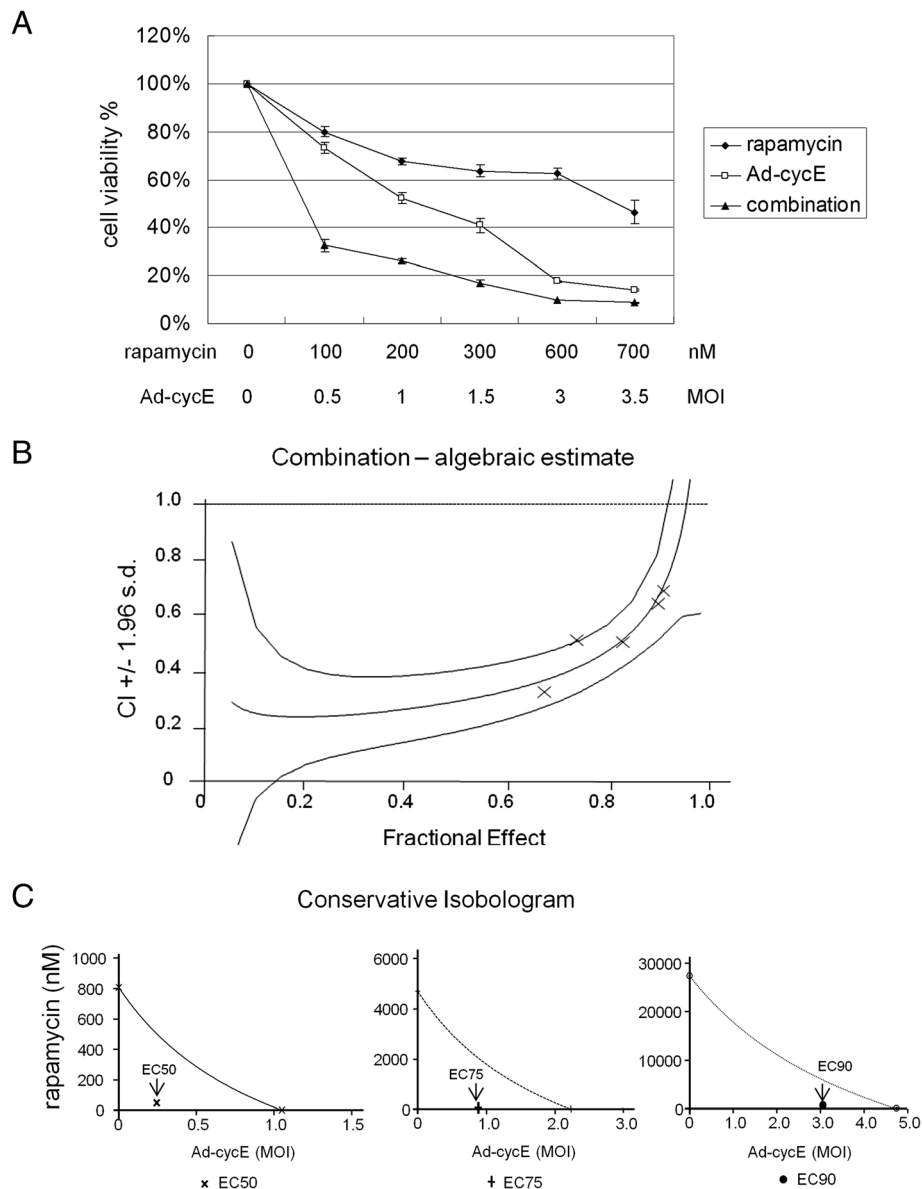 A
120%
100%
80%
60%
40%
20%
0%
cell viability %
rapamycin
Ad-cycE
combination
rapamycin 0 100 200 300 600 700 nM
Ad-cycE 0 0.5 1 1.5 3 3.5 MOI
B
Combination – algebraic estimate
CI +/- 1.96 s.d.
1.0
0.8
0.6
0.4
0.2
0
0 0.2 0.4 0.6 0.8 1.0
Fractional Effect
C
Conservative Isobologram
rapamycin (nM)
1000
800
600
400
200
0
EC50
0 0.5 1.0 1.5
Ad-cycE (MOI)
x EC50
6000
4000
2000
0
EC75
0 1.0 2.0 3.0
Ad-cycE (MOI)
+ EC75
30000
20000
10000
0
EC90
0 1.0 2.0 3.0 4.0 5.0
Ad-cycE (MOI)
● EC90